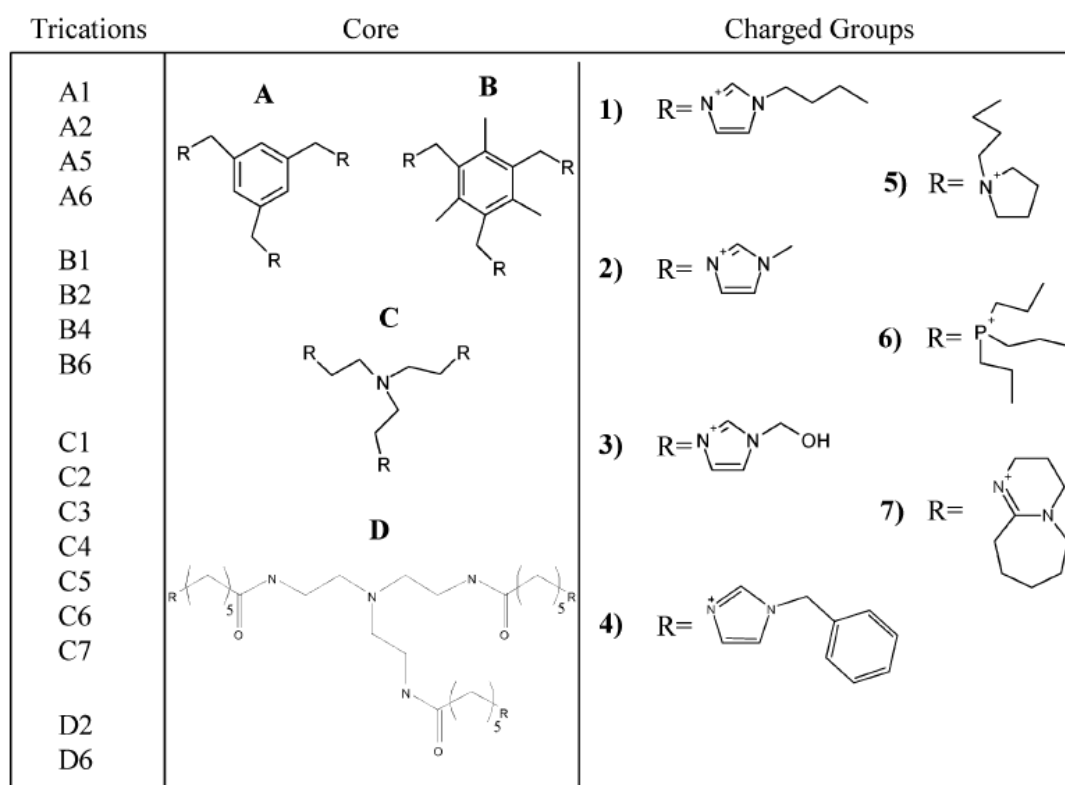 Trications Core Charged Groups
A1
A2
A5
A6
B1
B2
B4
B6
C1
C2
C3
C4
C5
C6
C7
D2
D6
A
R
R
R
B
R
R
R
C
R
R
N
R
D
R
5
O
N
N
N
O
5
R
N
O
5
R
1) R= N + N
5) R= N +
2) R= N + N
6) R= P +
3) R= N + N OH
7) R= N + N
4) R= N + N